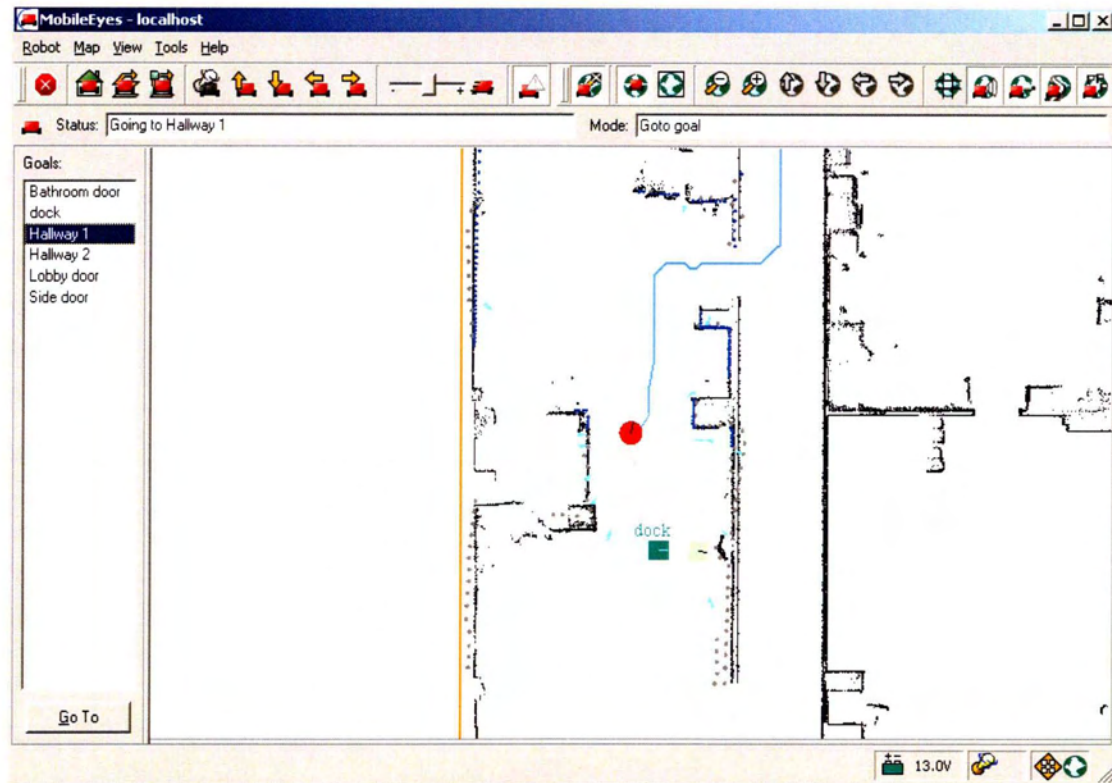 MobileEyes - localhost
Robot Map View Tools Help
Status: Going to Hallway 1 Mode: Goto goal
Goals:
Bathroom door
dock
Hallway 1
Hallway 2
Lobby door
Side door
dock
Go To
13.0V